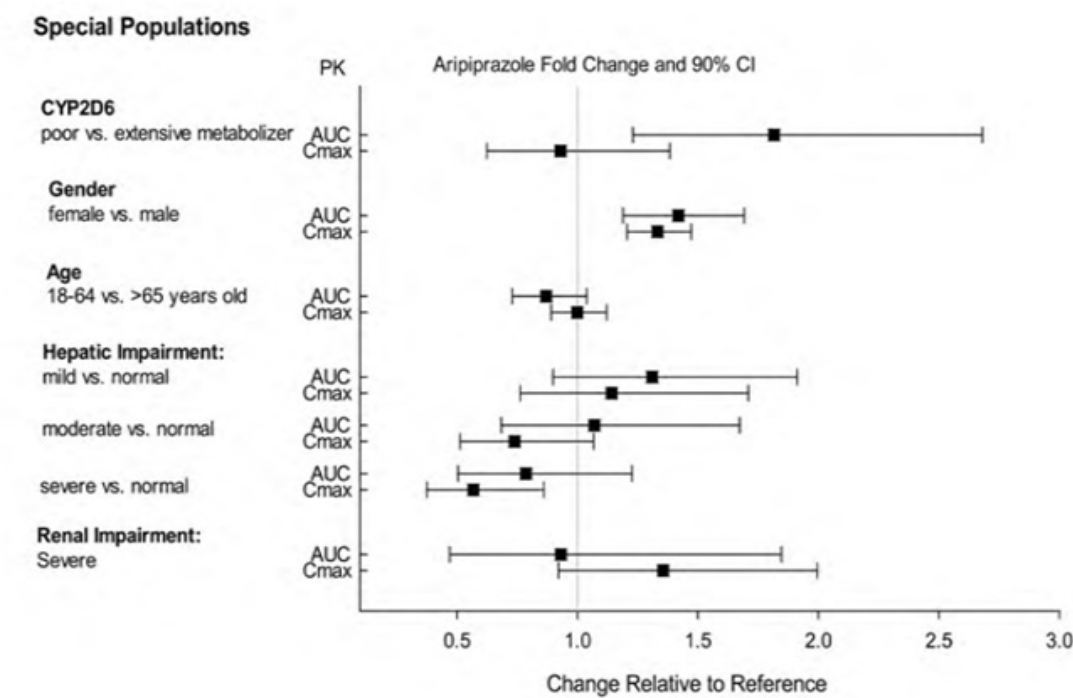 Special Populations
PK Aripiprazole Fold Change and 90% CI
CYP2D6
poor vs. extensive metabolizer AUC
Cmax
Gender
female vs. male AUC
Cmax
Age
18-64 vs. >65 years old AUC
Cmax
Hepatic Impairment:
mild vs. normal AUC
Cmax
moderate vs. normal AUC
Cmax
AUC
severe vs. normal Cmax
Renal Impairment:
Severe AUC
Cmax
0.5 1.0 1.5 2.0 2.5 3.0
Change Relative to Reference